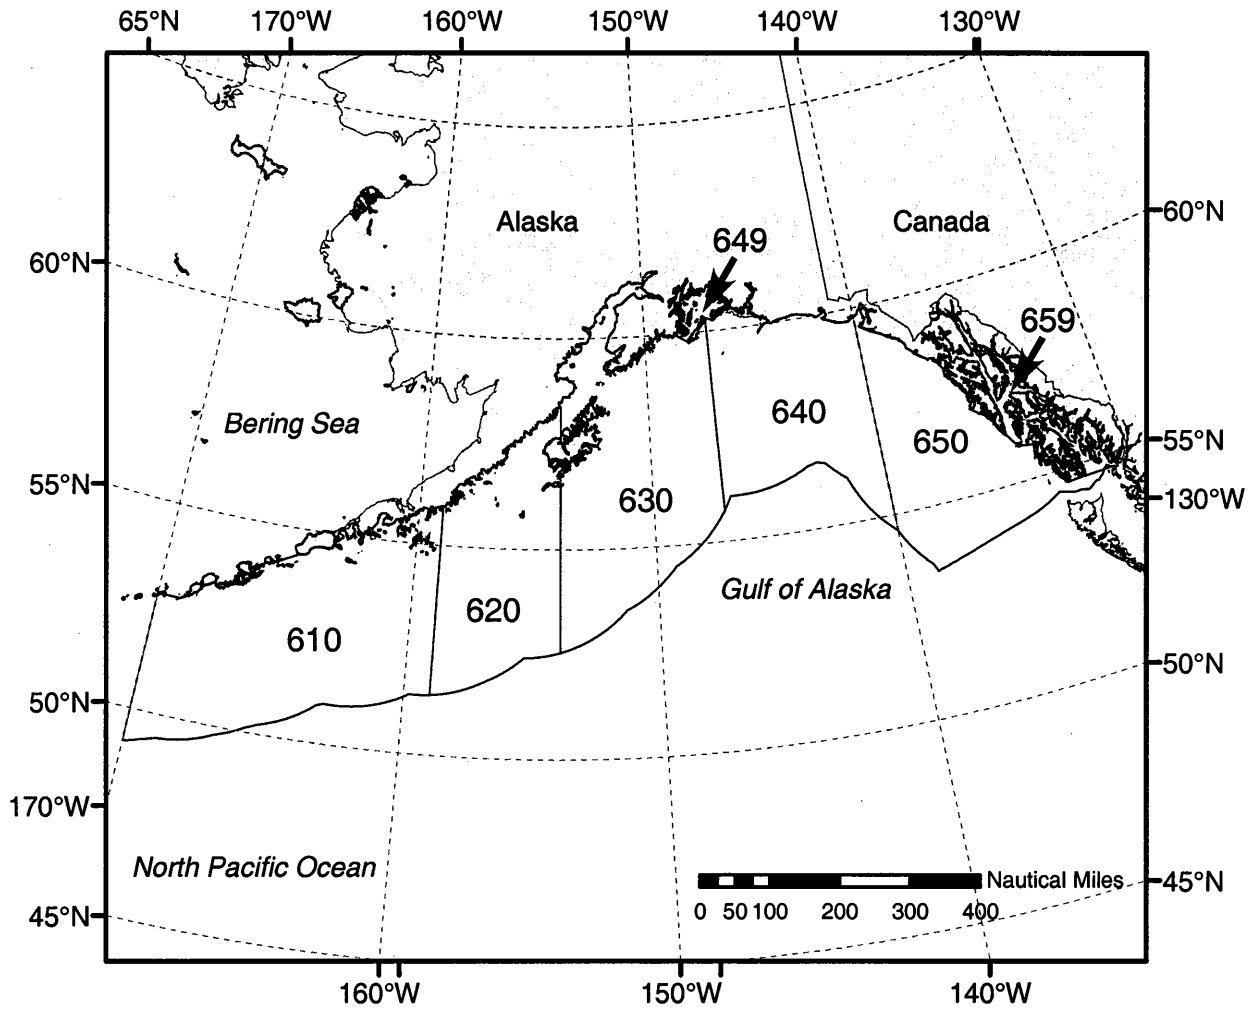 65°N 170°W 160°W 150°W 140°W 130°W
60°N
Alaska
Canada
649
60°N
659
Bering Sea
640
650
55°N
55°N
630
130°W
Gulf of Alaska
620
610
50°N
50°N
170°W
North Pacific Ocean
Nautical Miles
45°N
0 50 100 200 300 400
45°N
160°W 150°W 140°W